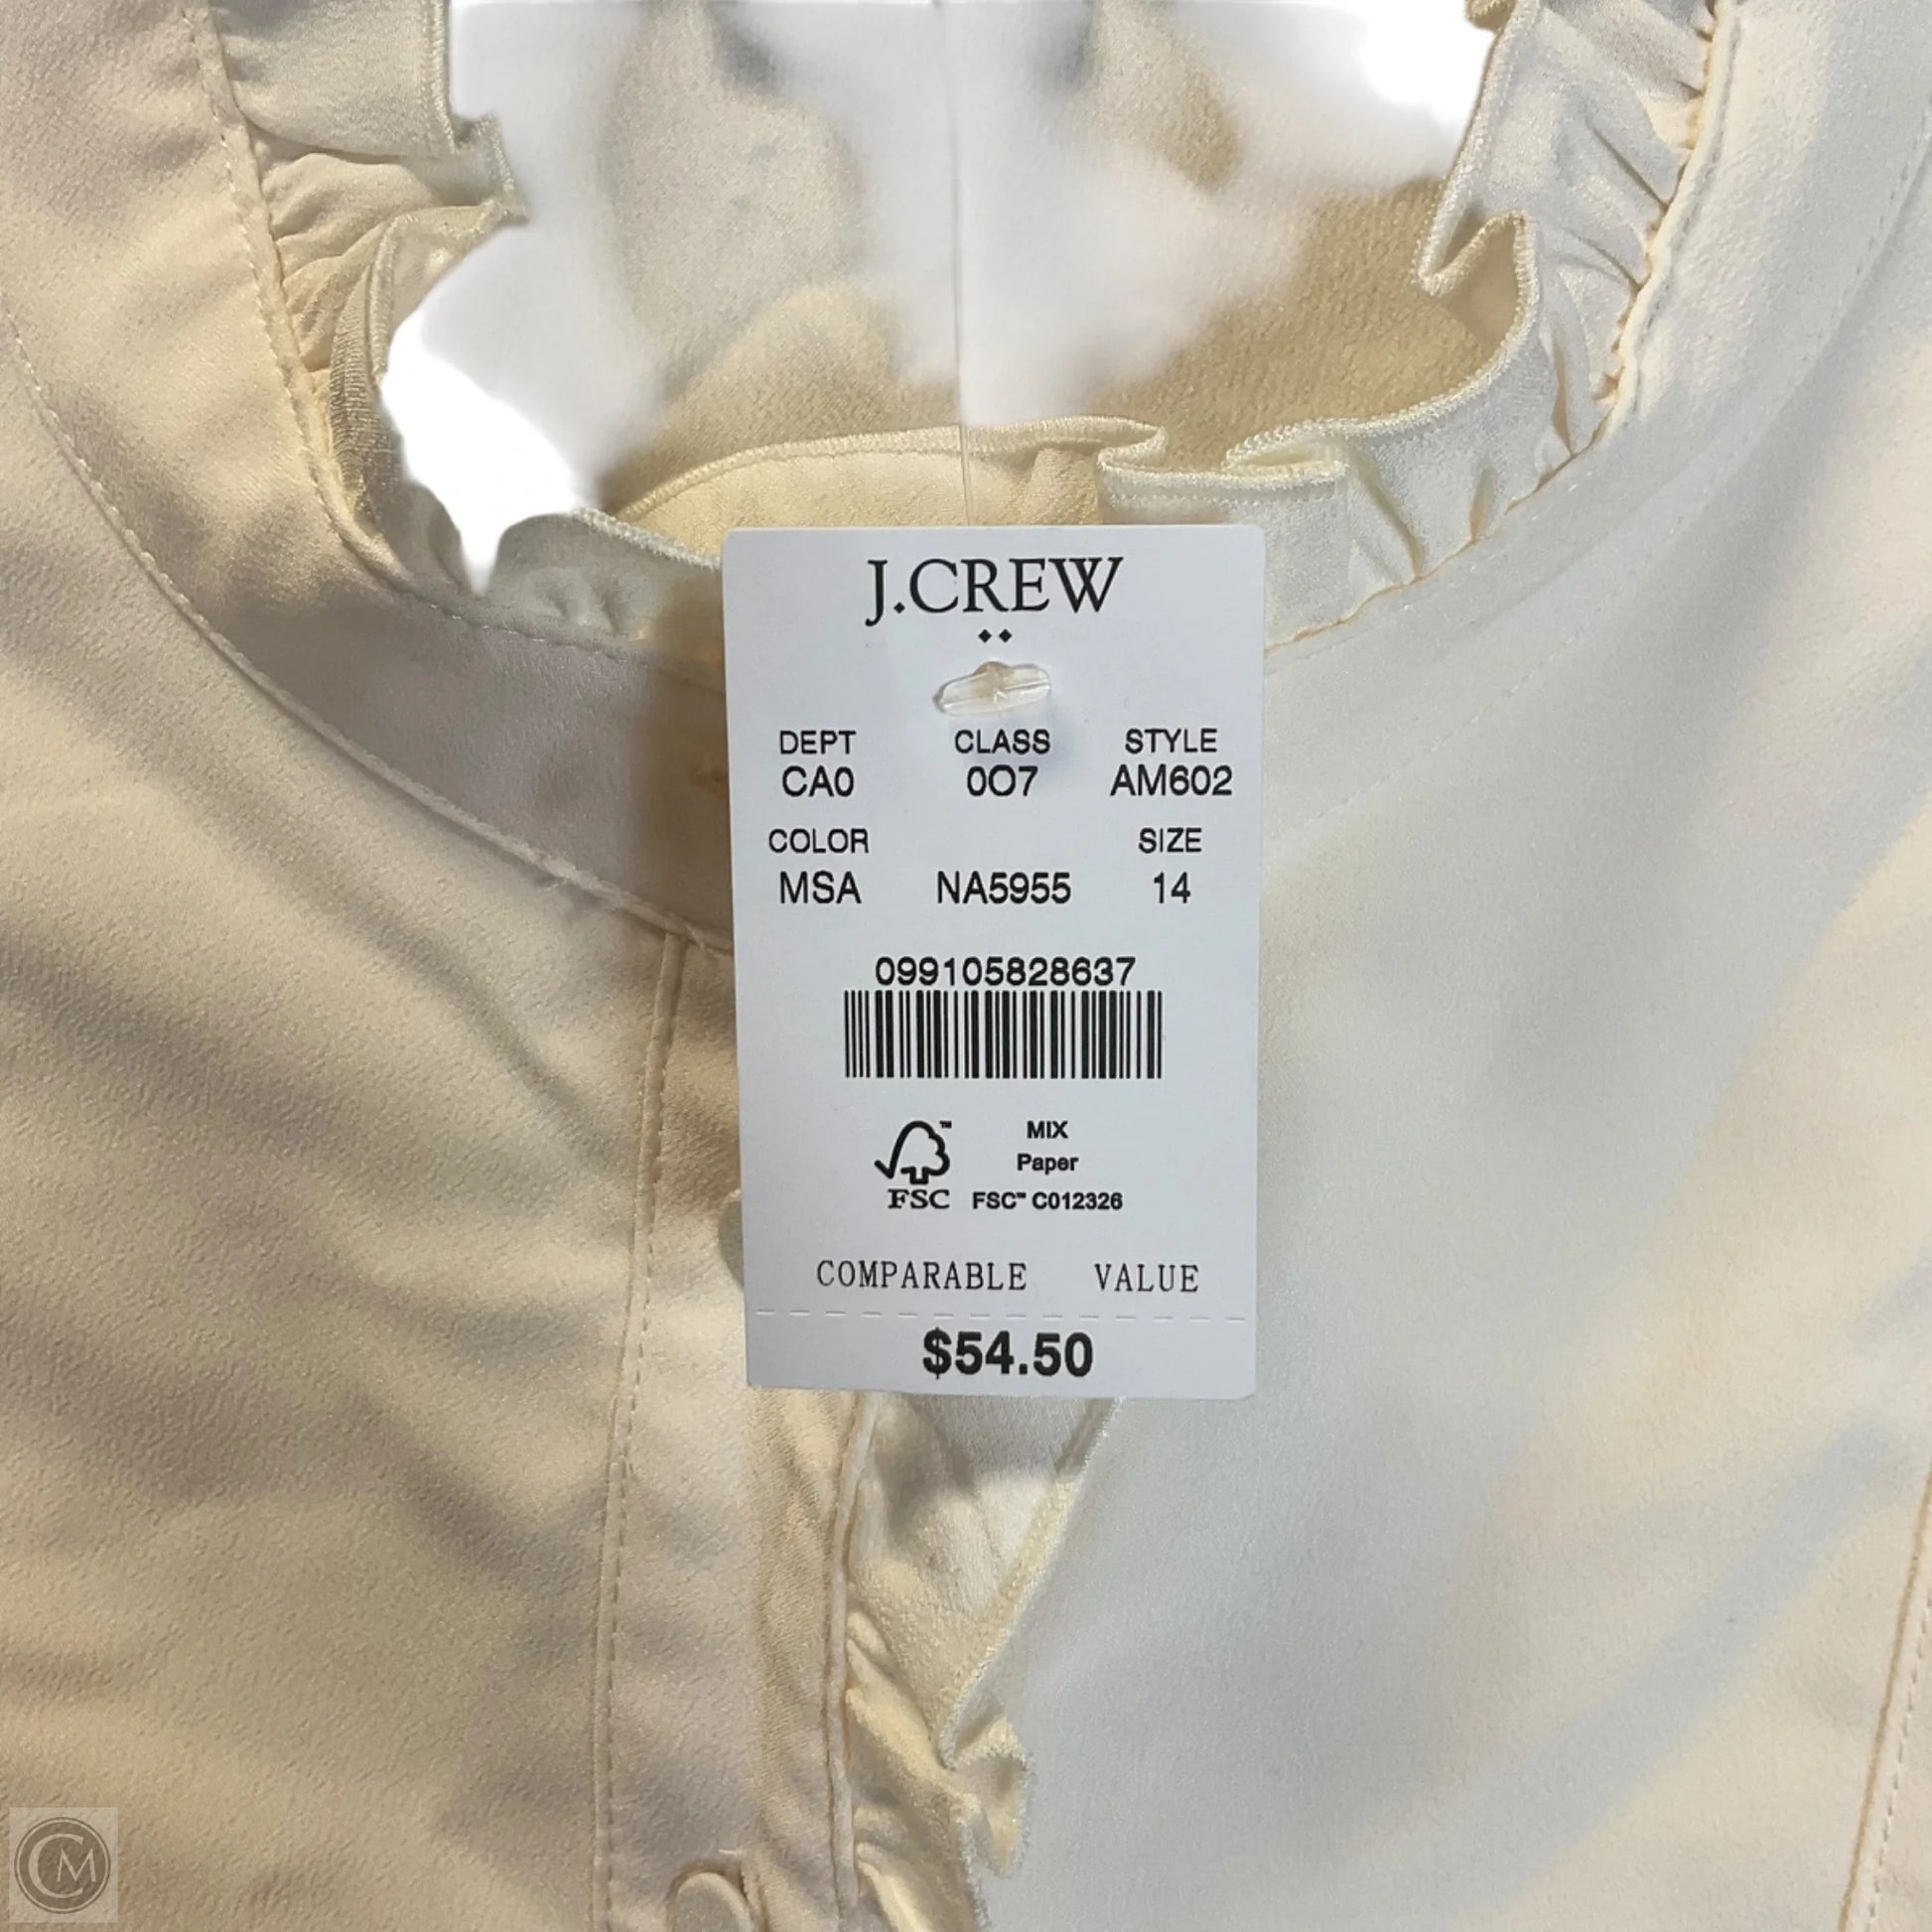 J.CREW
DEPT CLASS STYLE
CA0 0O7 AM602
COLOR SIZE
MSA NA5955 14
099105828637
MIX
Paper
FSC FSC™ C012326
COMPARABLE VALUE
$54.50
CM